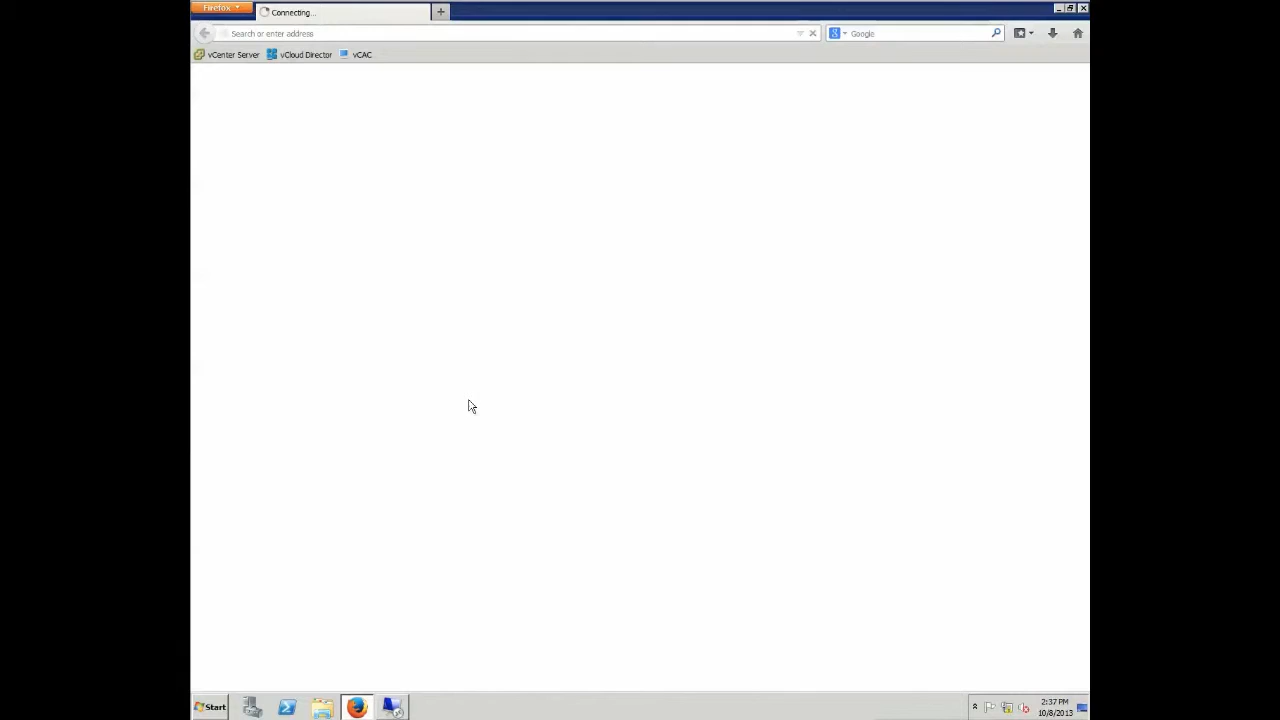 Firefox
Connecting...
Search or enter address
Google
vCenter Server
vCloud Director
vCAC
Start
2:37 PM
10/8/2013